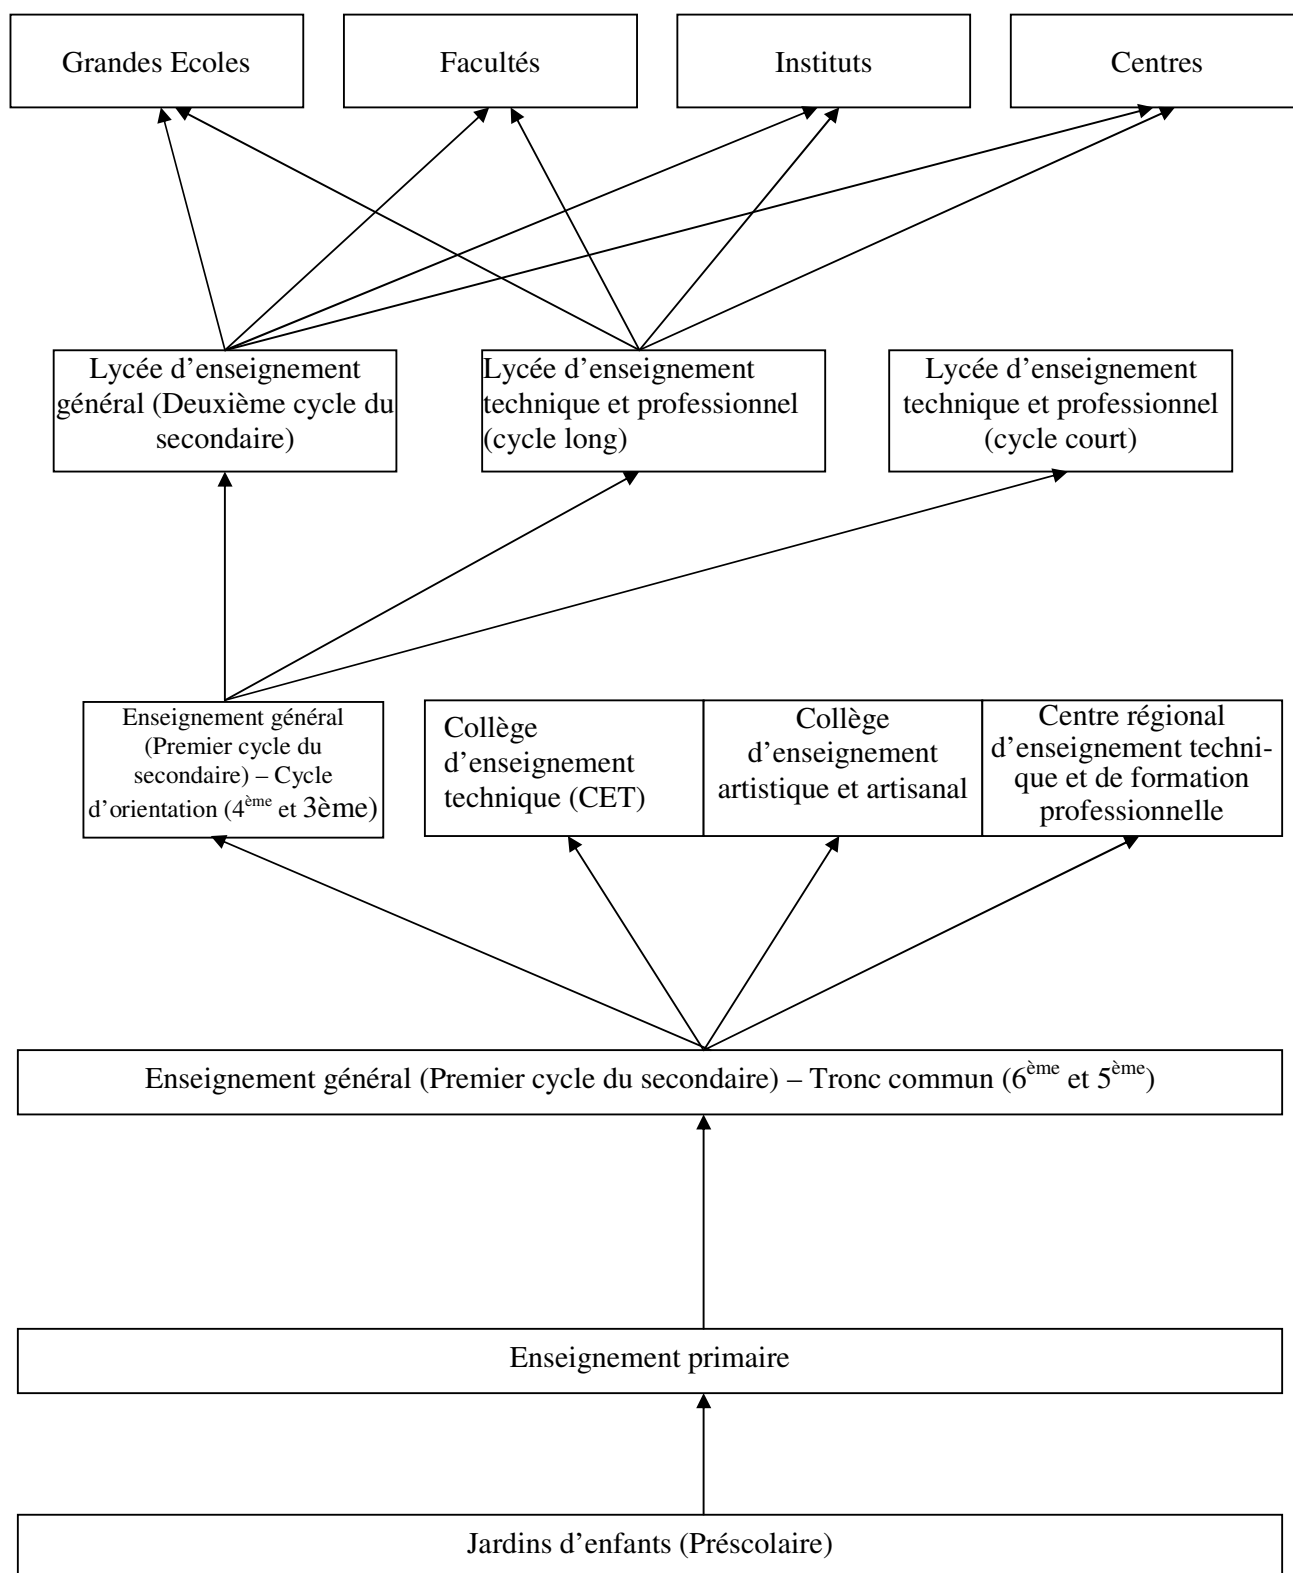 Grandes Ecoles
Facultés
Instituts
Centres
Lycée d’enseignement
général (Deuxième cycle du
secondaire)
Lycée d’enseignement
technique et professionnel
(cycle long)
Lycée d’enseignement
technique et professionnel
(cycle court)
Enseignement général
(Premier cycle du
secondaire) – Cycle
d’orientation (4ème et 3ème)
Collège
d’enseignement
technique (CET)
Collège
d’enseignement
artistique et artisanal
Centre régional
d’enseignement techni-
que et de formation
professionnelle
Enseignement général (Premier cycle du secondaire) – Tronc commun (6ème et 5ème)
Enseignement primaire
Jardins d’enfants (Préscolaire)